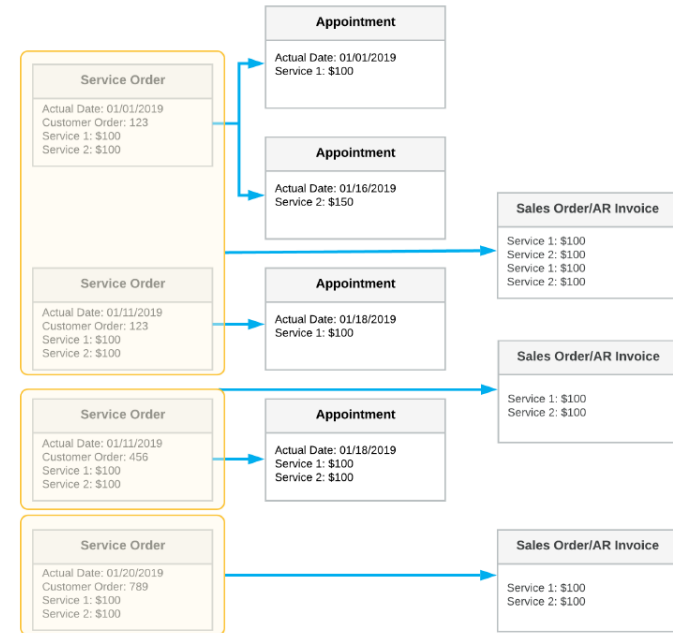 Appointment
Actual Date: 01/01/2019
Service 1: $100
Service Order
Actual Date: 01/01/2019
Customer Order: 123
Service 1: $100
Service 2: $100
Appointment
Actual Date: 01/16/2019
Service 2: $150
Sales Order/AR Invoice
Service 1: $100
Service 2: $100
Service 1: $100
Service 2: $100
Service Order
Actual Date: 01/11/2019
Customer Order: 123
Service 1: $100
Service 2: $100
Appointment
Actual Date: 01/18/2019
Service 1: $100
Sales Order/AR Invoice
Service 1: $100
Service 2: $100
Service Order
Actual Date: 01/11/2019
Customer Order: 456
Service 1: $100
Service 2: $100
Appointment
Actual Date: 01/18/2019
Service 1: $100
Service 2: $100
Service Order
Actual Date: 01/20/2019
Customer Order: 789
Service 1: $100
Service 2: $100
Sales Order/AR Invoice
Service 1: $100
Service 2: $100